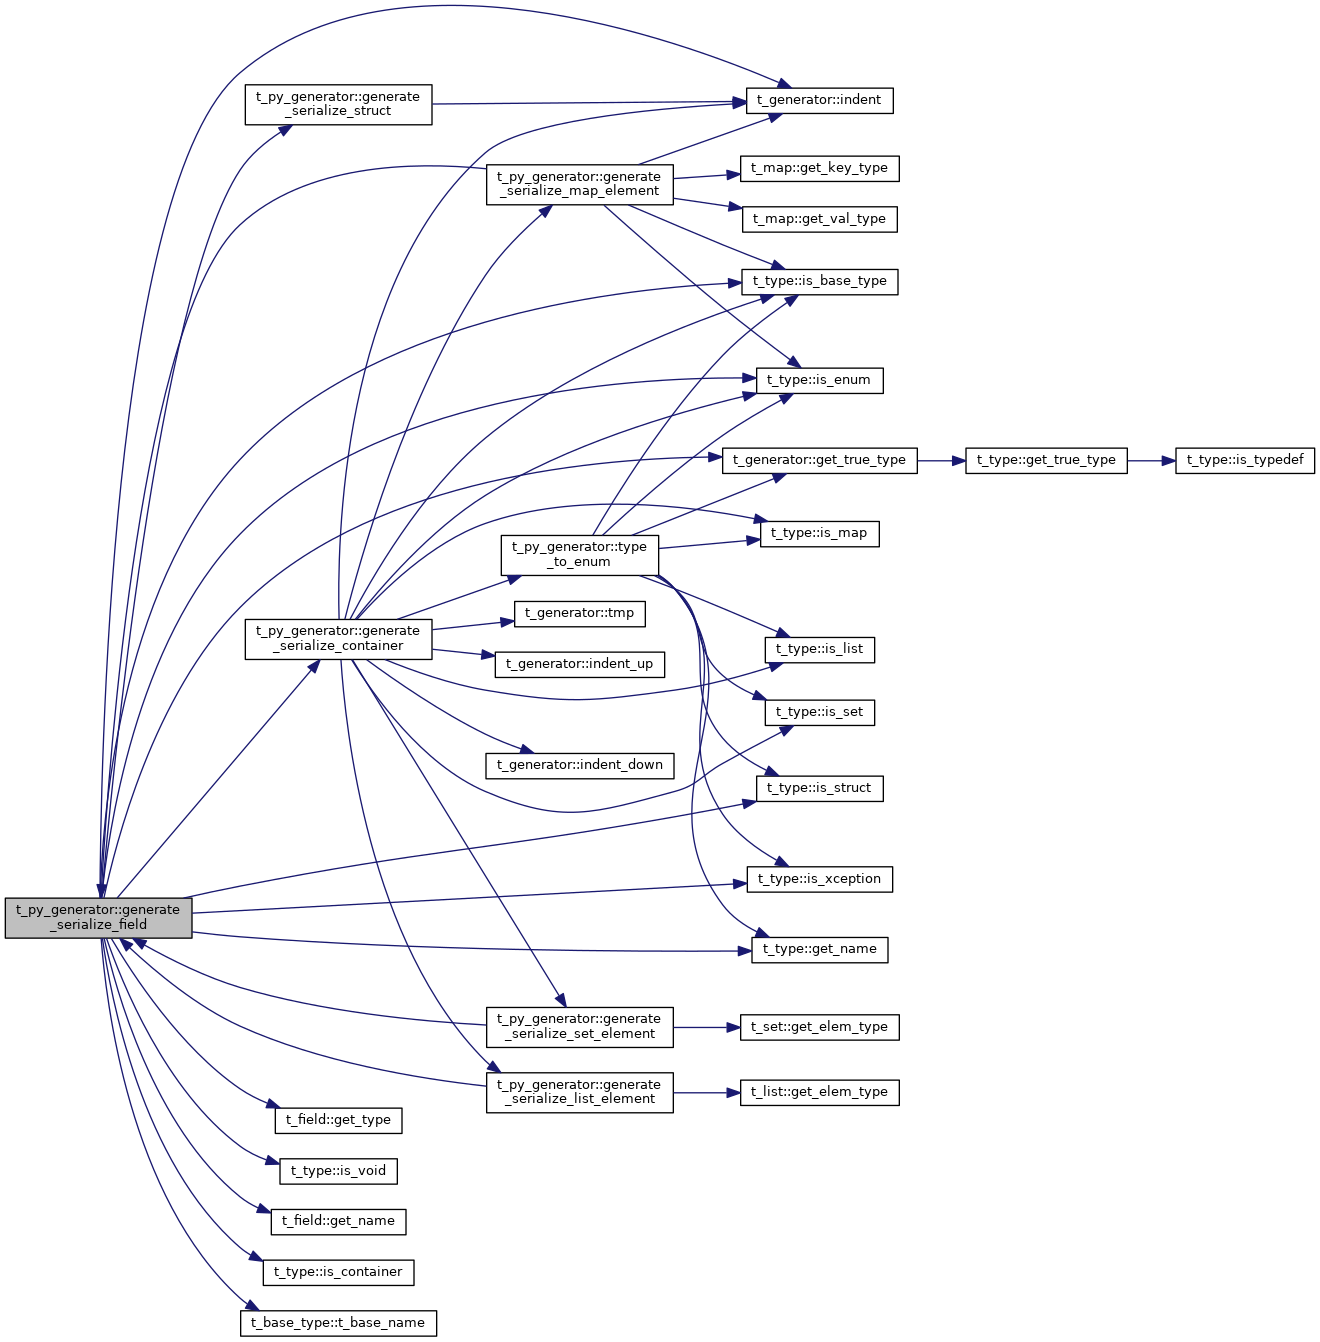 t_generator::indent
t_py_generator::generate
_serialize_struct
t_map::get_key_type
t_py_generator::generate
_serialize_map_element
t_map::get_val_type
t_type::is_base_type
t_type::is_enum
t_generator::get_true_type
t_type::get_true_type
t_type::is_typedef
t_type::is_map
t_py_generator::type
_to_enum
t_generator::tmp
t_py_generator::generate
_serialize_container
t_type::is_list
t_generator::indent_up
t_type::is_set
t_generator::indent_down
t_type::is_struct
t_type::is_xception
t_py_generator::generate
_serialize_field
t_type::get_name
t_py_generator::generate
_serialize_set_element
t_set::get_elem_type
t_py_generator::generate
_serialize_list_element
t_list::get_elem_type
t_field::get_type
t_type::is_void
t_field::get_name
t_type::is_container
t_base_type::t_base_name